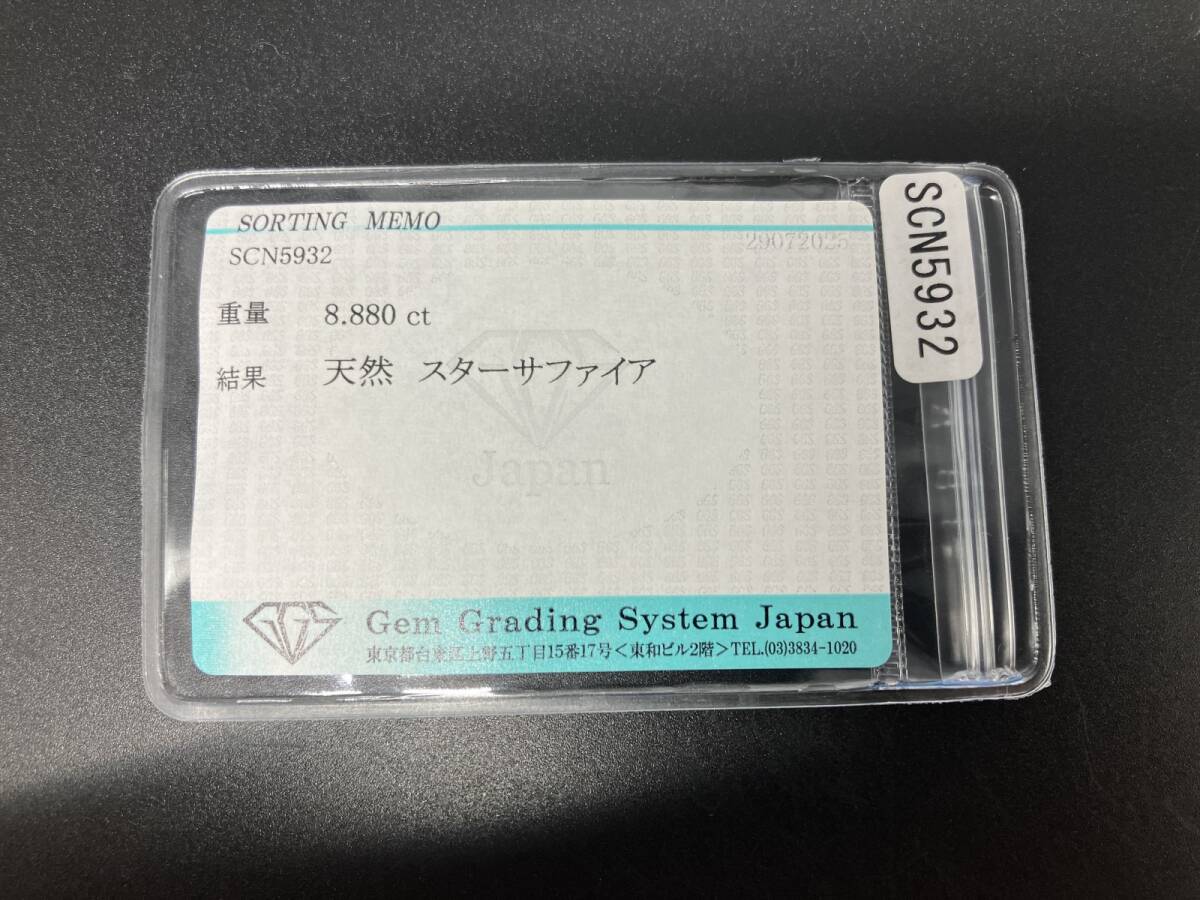 SORTING MEMO
SCN5932
29072025
重量 8.880 ct
結果 天然 スターサファイア
Japan
GGS
Gem Grading System Japan
東京都台東区上野五丁目15番17号＜東和ビル2階＞TEL.(03)3834-1020
SCN5932